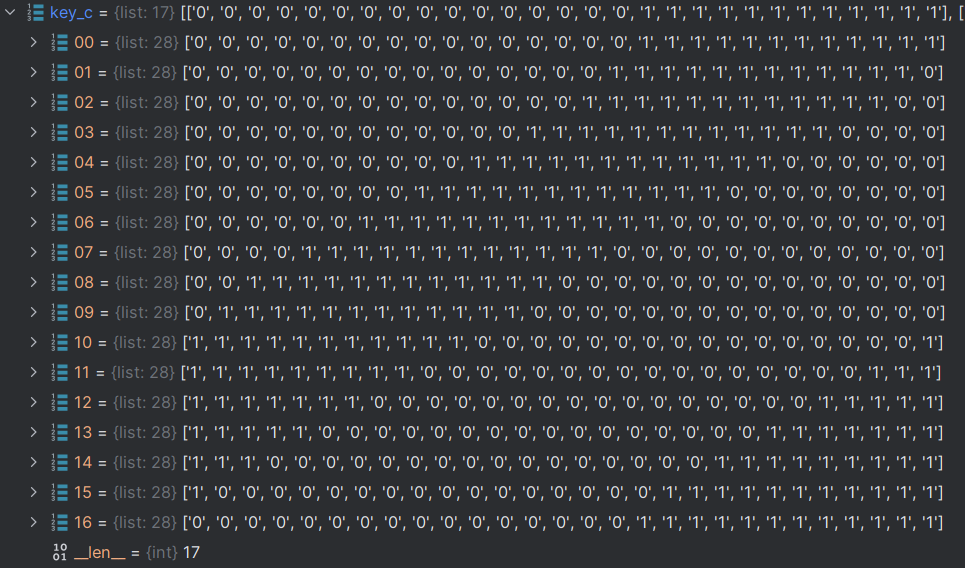 key_c = {list: 17} [['0', '0', '0', '0', '0', '0', '0', '0', '0', '0', '0', '0', '0', '0', '0', '0', '1', '1', '1', '1', '1', '1', '1', '1', '1', '1', '1', '1'], [
00 = {list: 28} ['0', '0', '0', '0', '0', '0', '0', '0', '0', '0', '0', '0', '0', '0', '0', '0', '1', '1', '1', '1', '1', '1', '1', '1', '1', '1', '1', '1']
01 = {list: 28} ['0', '0', '0', '0', '0', '0', '0', '0', '0', '0', '0', '0', '0', '0', '0', '1', '1', '1', '1', '1', '1', '1', '1', '1', '1', '1', '1', '0']
02 = {list: 28} ['0', '0', '0', '0', '0', '0', '0', '0', '0', '0', '0', '0', '0', '0', '1', '1', '1', '1', '1', '1', '1', '1', '1', '1', '1', '1', '0', '0']
03 = {list: 28} ['0', '0', '0', '0', '0', '0', '0', '0', '0', '0', '0', '0', '1', '1', '1', '1', '1', '1', '1', '1', '1', '1', '1', '1', '0', '0', '0', '0']
04 = {list: 28} ['0', '0', '0', '0', '0', '0', '0', '0', '0', '0', '1', '1', '1', '1', '1', '1', '1', '1', '1', '1', '1', '1', '0', '0', '0', '0', '0', '0']
05 = {list: 28} ['0', '0', '0', '0', '0', '0', '0', '0', '1', '1', '1', '1', '1', '1', '1', '1', '1', '1', '1', '1', '0', '0', '0', '0', '0', '0', '0', '0']
06 = {list: 28} ['0', '0', '0', '0', '0', '0', '1', '1', '1', '1', '1', '1', '1', '1', '1', '1', '1', '1', '0', '0', '0', '0', '0', '0', '0', '0', '0', '0']
07 = {list: 28} ['0', '0', '0', '0', '1', '1', '1', '1', '1', '1', '1', '1', '1', '1', '1', '1', '0', '0', '0', '0', '0', '0', '0', '0', '0', '0', '0', '0']
08 = {list: 28} ['0', '0', '1', '1', '1', '1', '1', '1', '1', '1', '1', '1', '1', '1', '0', '0', '0', '0', '0', '0', '0', '0', '0', '0', '0', '0', '0', '0']
09 = {list: 28} ['0', '1', '1', '1', '1', '1', '1', '1', '1', '1', '1', '1', '1', '0', '0', '0', '0', '0', '0', '0', '0', '0', '0', '0', '0', '0', '0', '0']
10 = {list: 28} ['1', '1', '1', '1', '1', '1', '1', '1', '1', '1', '1', '0', '0', '0', '0', '0', '0', '0', '0', '0', '0', '0', '0', '0', '0', '0', '0', '1']
11 = {list: 28} ['1', '1', '1', '1', '1', '1', '1', '1', '1', '0', '0', '0', '0', '0', '0', '0', '0', '0', '0', '0', '0', '0', '0', '0', '0', '1', '1', '1']
12 = {list: 28} ['1', '1', '1', '1', '1', '1', '1', '0', '0', '0', '0', '0', '0', '0', '0', '0', '0', '0', '0', '0', '0', '0', '0', '1', '1', '1', '1', '1']
13 = {list: 28} ['1', '1', '1', '1', '1', '0', '0', '0', '0', '0', '0', '0', '0', '0', '0', '0', '0', '0', '0', '0', '0', '1', '1', '1', '1', '1', '1', '1']
14 = {list: 28} ['1', '1', '1', '0', '0', '0', '0', '0', '0', '0', '0', '0', '0', '0', '0', '0', '0', '0', '0', '1', '1', '1', '1', '1', '1', '1', '1', '1']
15 = {list: 28} ['1', '0', '0', '0', '0', '0', '0', '0', '0', '0', '0', '0', '0', '0', '0', '0', '0', '1', '1', '1', '1', '1', '1', '1', '1', '1', '1', '1']
16 = {list: 28} ['0', '0', '0', '0', '0', '0', '0', '0', '0', '0', '0', '0', '0', '0', '0', '0', '1', '1', '1', '1', '1', '1', '1', '1', '1', '1', '1', '1']
__len__ = {int} 17